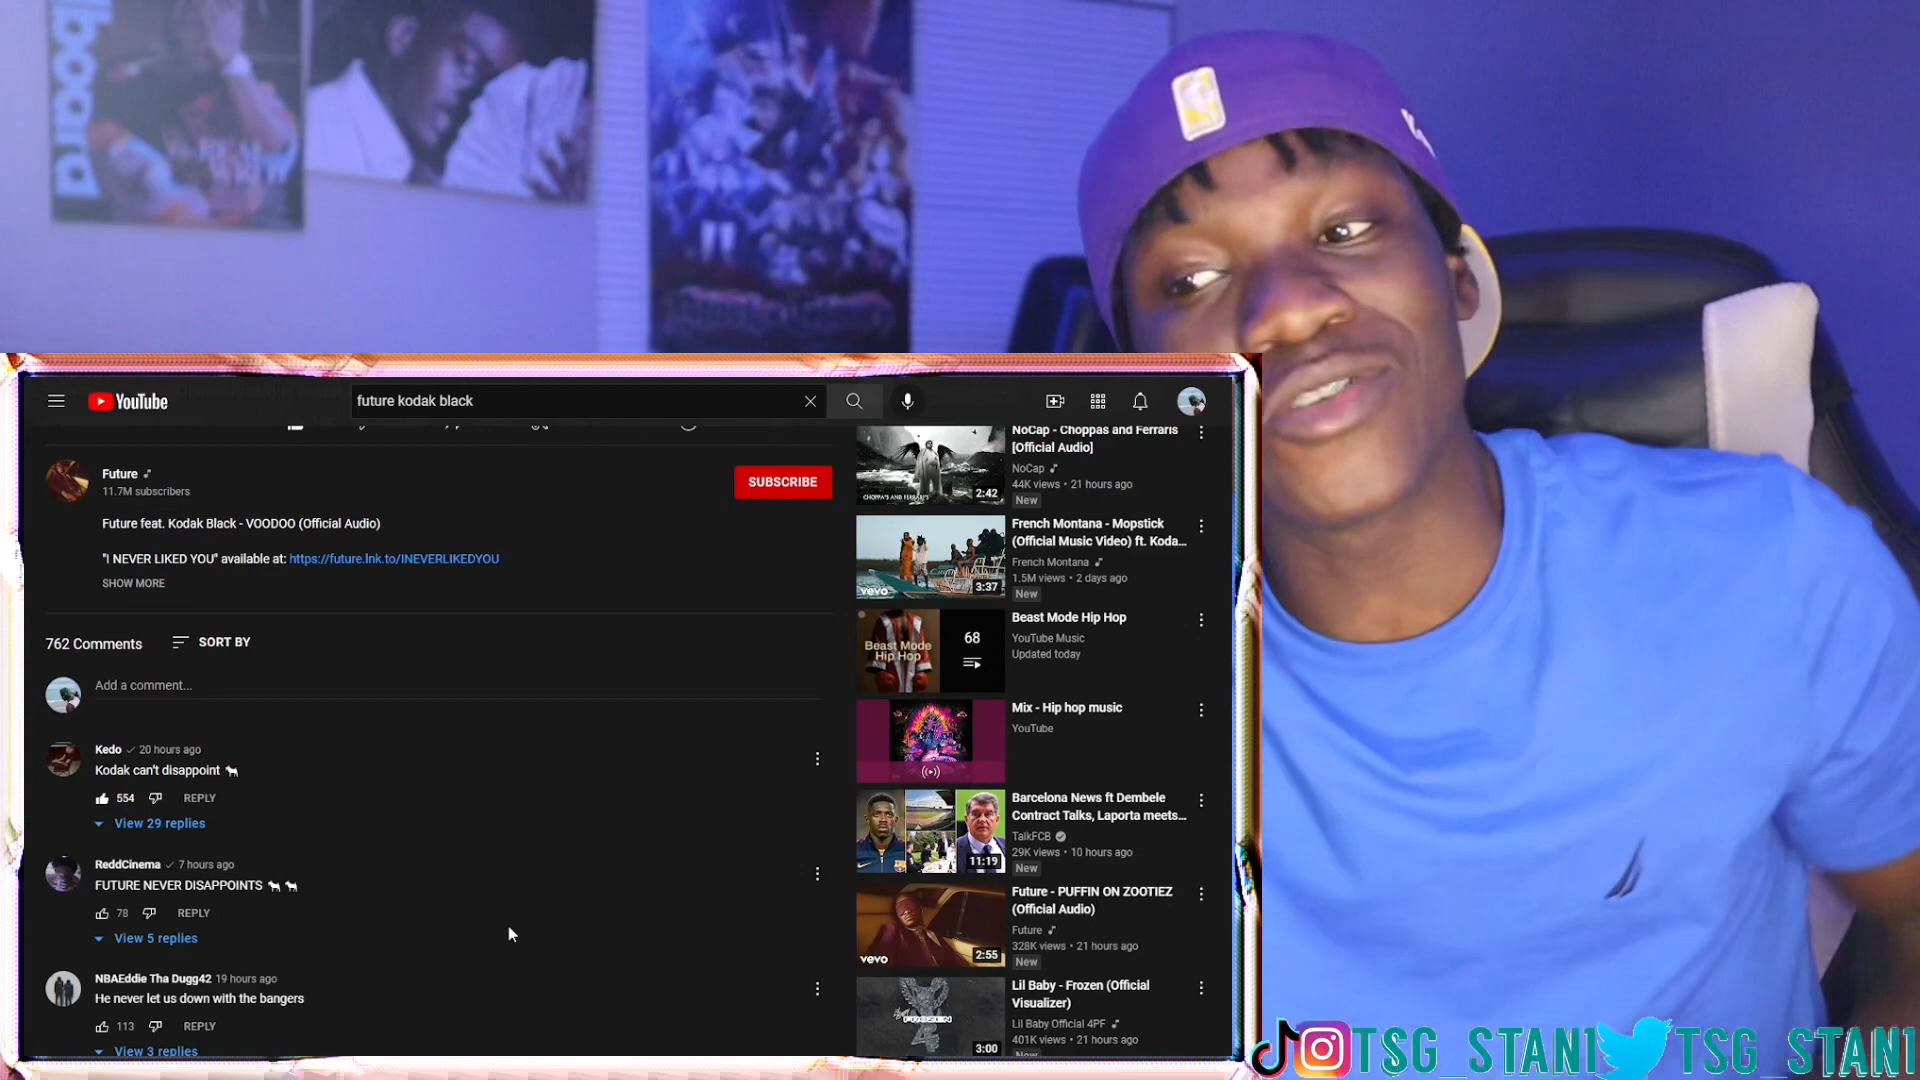 YouTube
future kodak black
Future
11.7M subscribers
SUBSCRIBE
Future feat. Kodak Black - VOODOO (Official Audio)
"I NEVER LIKED YOU" available at: https://future.lnk.to/INEVERLIKEDYOU
SHOW MORE
762 Comments
SORT BY
Add a comment...
Kedo 20 hours ago
Kodak can't disappoint
554 REPLY
View 29 replies
ReddCinema 7 hours ago
FUTURE NEVER DISAPPOINTS
78 REPLY
View 5 replies
NBAEddie Tha Dugg42 19 hours ago
He never let us down with the bangers
113 REPLY
View 3 replies
NoCap - Choppas and Ferraris
[Official Audio]
NoCap
44K views • 21 hours ago
New
2:42
French Montana - Mopstick
(Official Music Video) ft. Koda...
French Montana
1.5M views • 2 days ago
New
vevo
3:37
Beast Mode Hip Hop
YouTube Music
Updated today
Beast Mode
Hip Hop
68
Mix - Hip hop music
YouTube
Barcelona News ft Dembele
Contract Talks, Laporta meets...
TalkFCB
29K views • 10 hours ago
New
11:19
Future - PUFFIN ON ZOOTIEZ
(Official Audio)
Future
328K views • 21 hours ago
New
vevo
2:55
Lil Baby - Frozen (Official
Visualizer)
Lil Baby Official 4PF
401K views • 21 hours ago
New
3:00
TSG_STAN1
TSG_STAN1